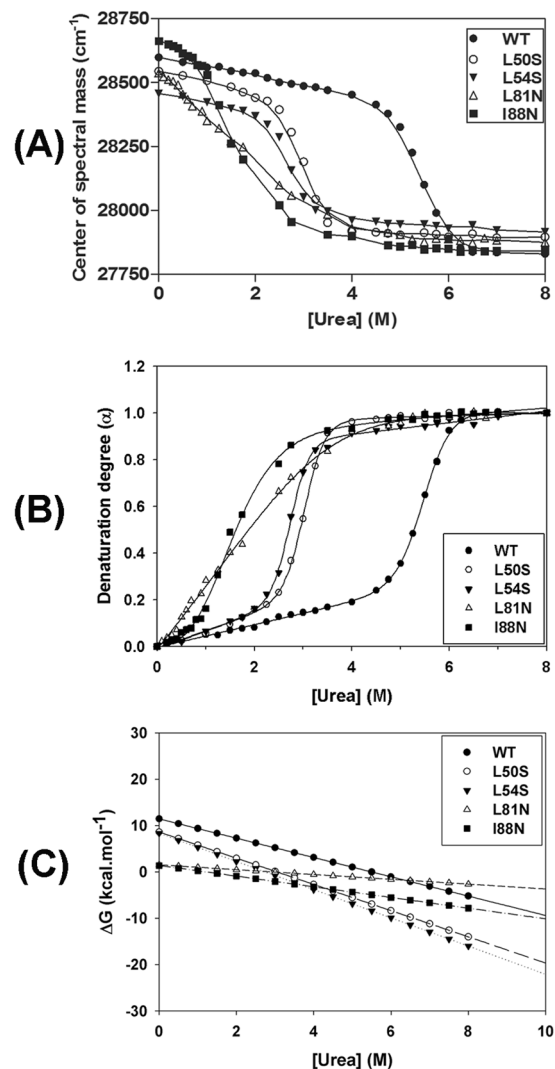 (A)
Center of spectral mass (cm⁻¹)
28750
28500
28250
28000
27750
0 2 4 6 8
[Urea] (M)
WT
L50S
L54S
L81N
I88N
(B)
Denaturation degree (α)
1.2
1.0
0.8
0.6
0.4
0.2
0.0
0 2 4 6 8
[Urea] (M)
WT
L50S
L54S
L81N
I88N
(C)
ΔG (kcal.mol⁻¹)
30
20
10
0
-10
-20
-30
0 2 4 6 8 10
[Urea] (M)
WT
L50S
L54S
L81N
I88N